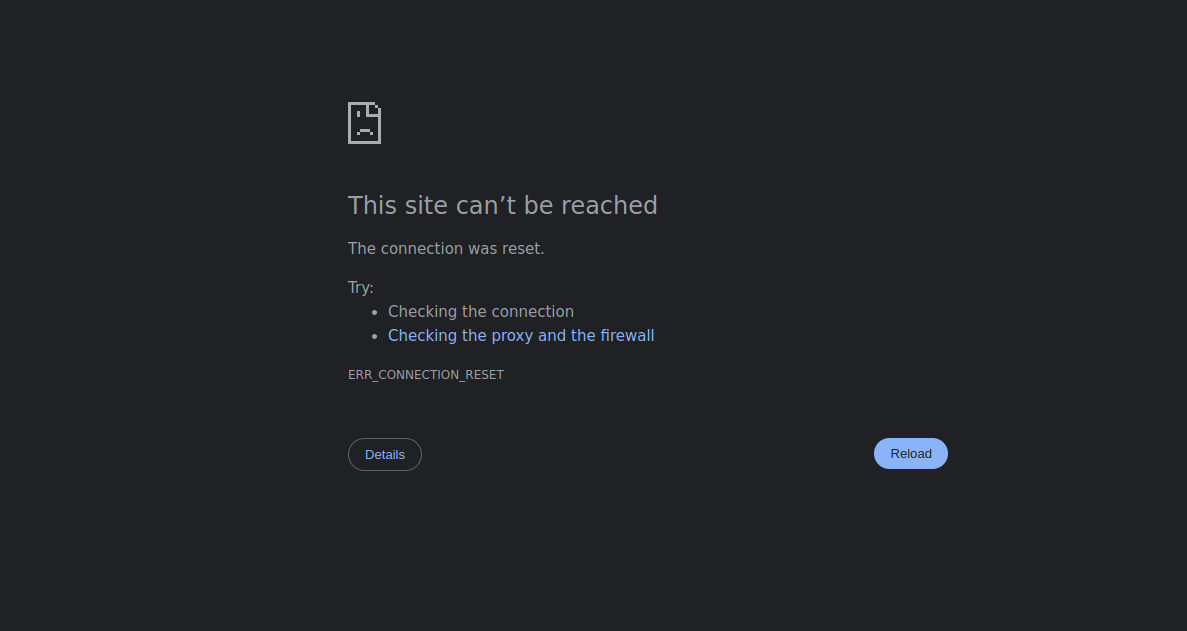 This site can’t be reached
The connection was reset.
Try:
Checking the connection
Checking the proxy and the firewall
ERR_CONNECTION_RESET
Details
Reload